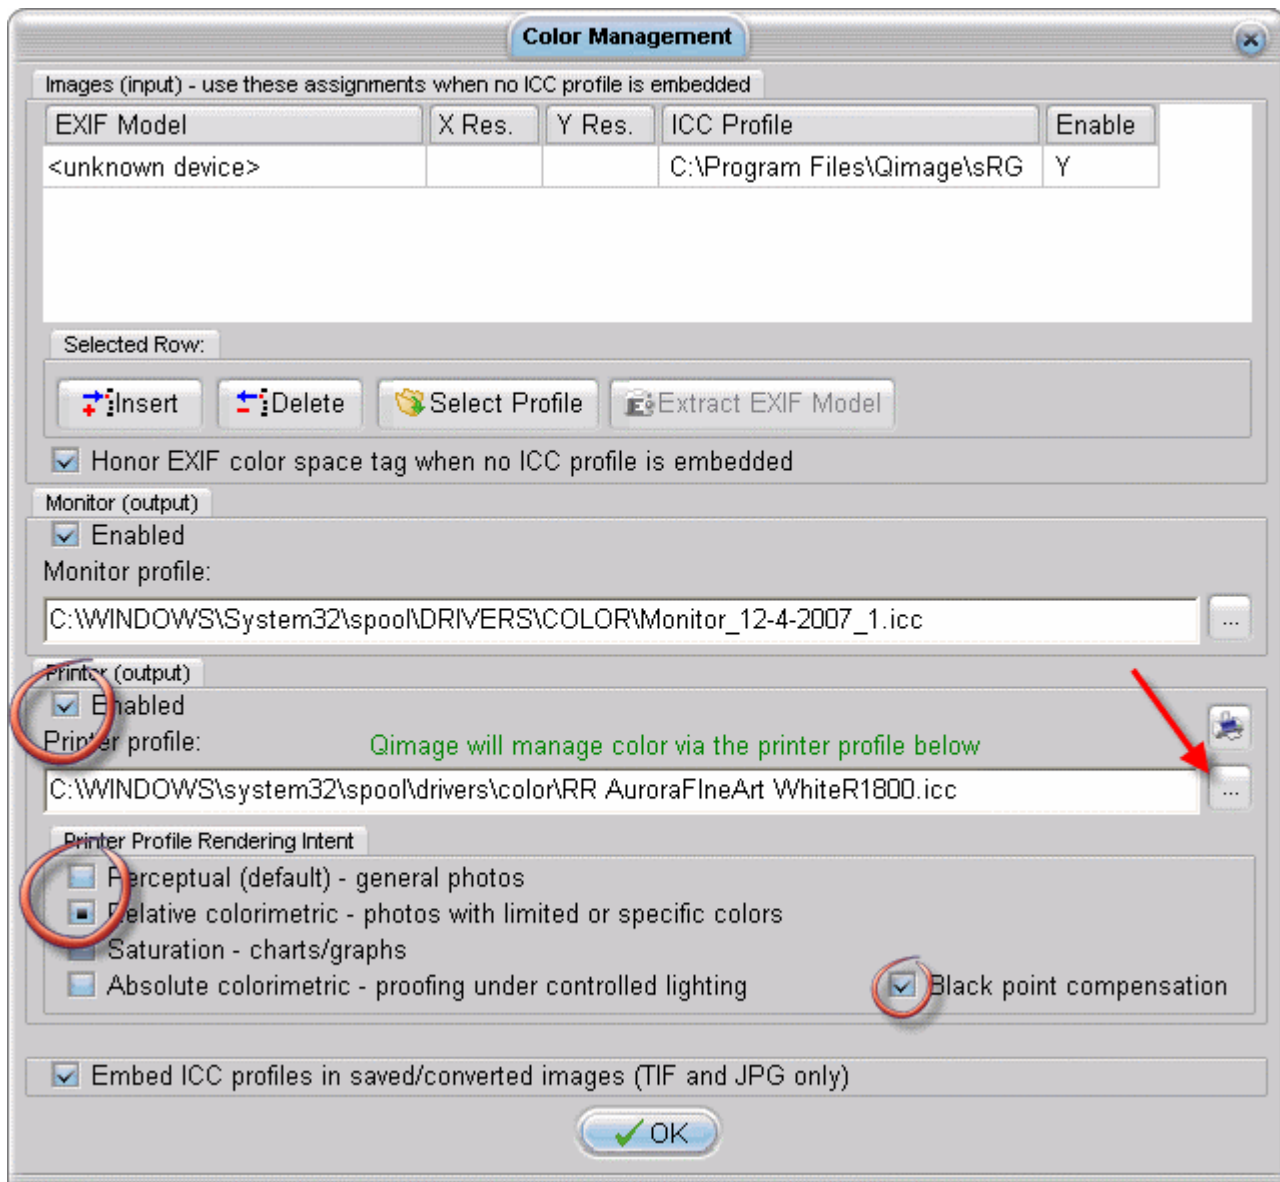 Color Management
Images (input) - use these assignments when no ICC profile is embedded
EXIF Model X Res. Y Res. ICC Profile Enable
<unknown device> C:\Program Files\Qimage\sRG Y
Selected Row:
Insert Delete Select Profile Extract EXIF Model
Honor EXIF color space tag when no ICC profile is embedded
Monitor (output)
Enabled
Monitor profile:
C:\WINDOWS\System32\spool\DRIVERS\COLOR\Monitor_12-4-2007_1.icc ...
Printer (output)
Enabled
Printer profile: Qimage will manage color via the printer profile below
C:\WINDOWS\system32\spool\drivers\color\RR AuroraFIneArt WhiteR1800.icc ...
Printer Profile Rendering Intent
Perceptual (default) - general photos
Relative colorimetric - photos with limited or specific colors
Saturation - charts/graphs
Absolute colorimetric - proofing under controlled lighting Black point compensation
Embed ICC profiles in saved/converted images (TIF and JPG only)
OK